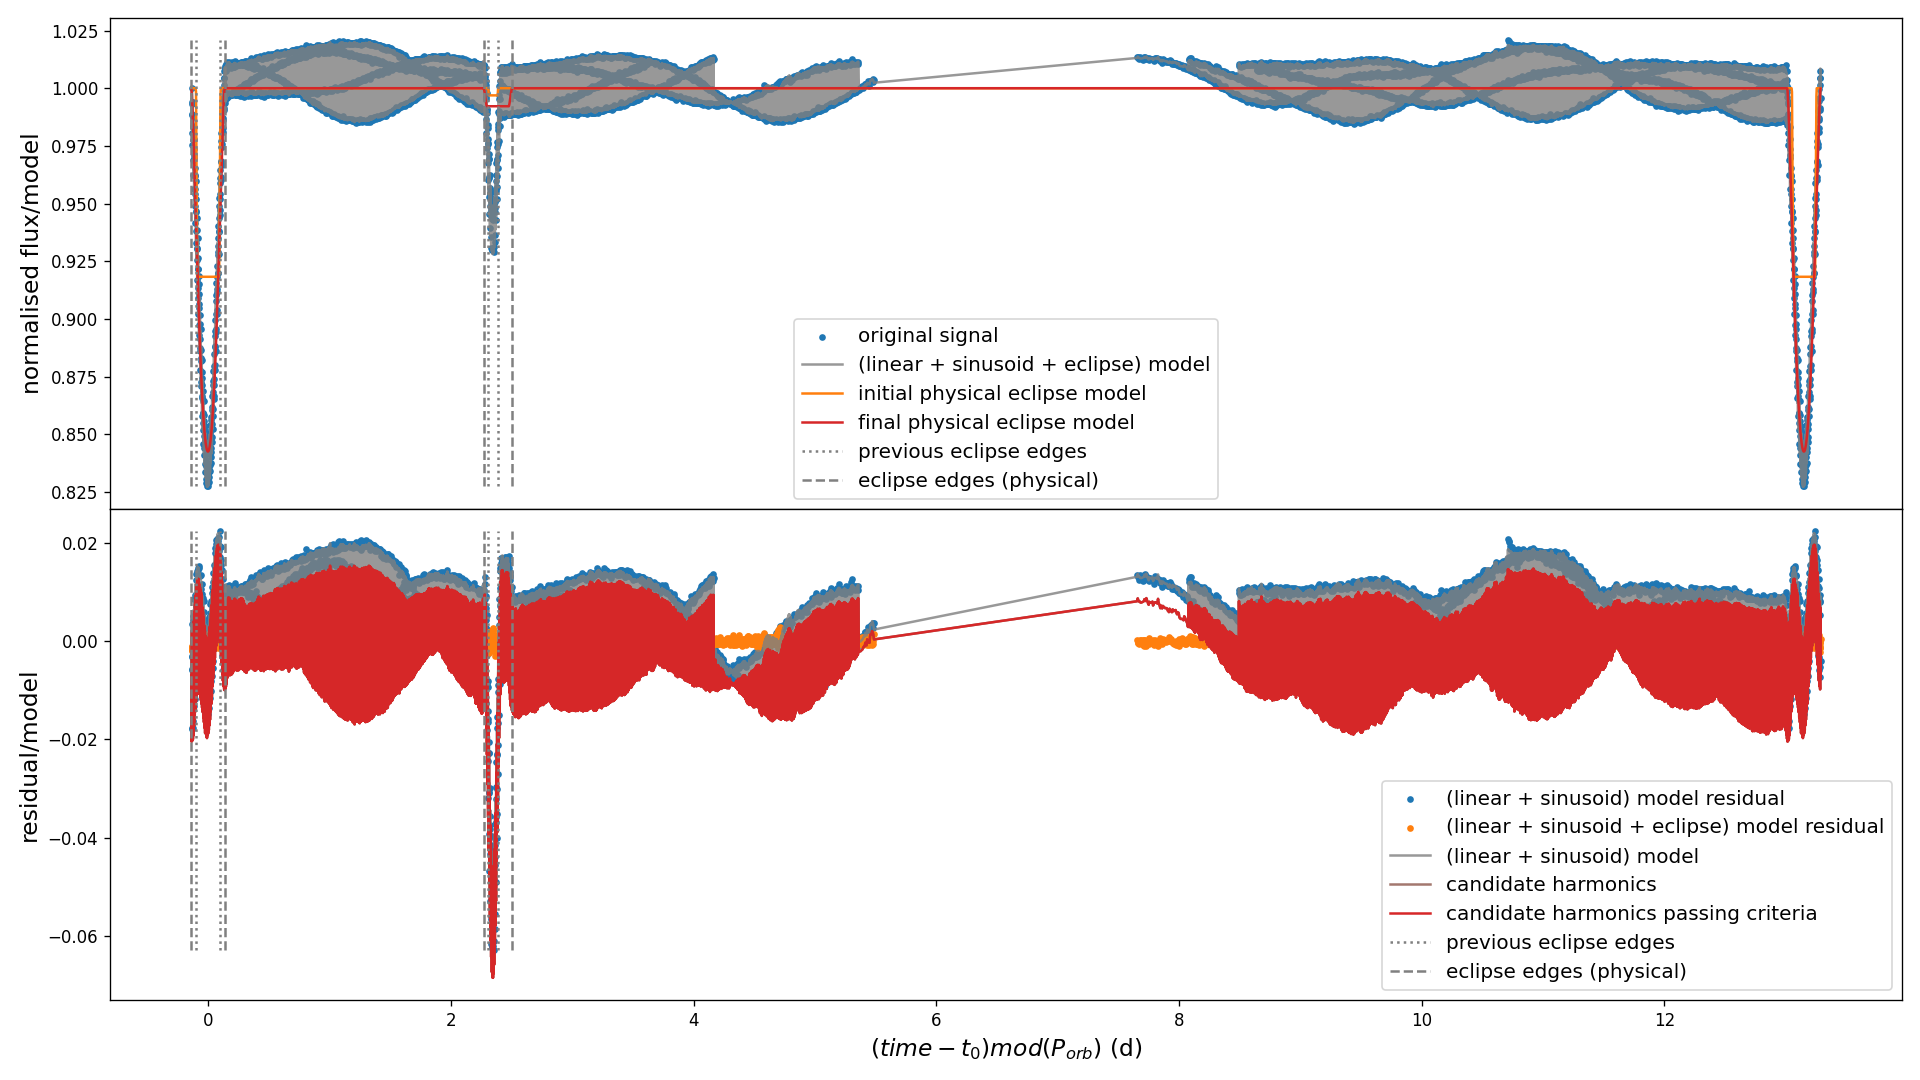 normalised flux/model
1.025
1.000
0.975
0.950
0.925
0.900
0.875
0.850
0.825
original signal
(linear + sinusoid + eclipse) model
initial physical eclipse model
final physical eclipse model
previous eclipse edges
eclipse edges (physical)
residual/model
0.02
0.00
−0.02
−0.04
−0.06
(linear + sinusoid) model residual
(linear + sinusoid + eclipse) model residual
(linear + sinusoid) model
candidate harmonics
candidate harmonics passing criteria
previous eclipse edges
eclipse edges (physical)
0 2 4 6 8 10 12
(time − t₀)mod(P_orb) (d)